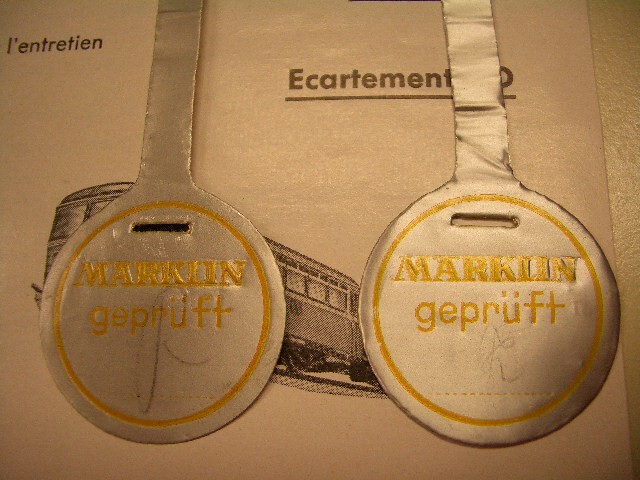 l'entretien
Ecartement O
MÄRKLIN
geprüft
MÄRKLIN
geprüft